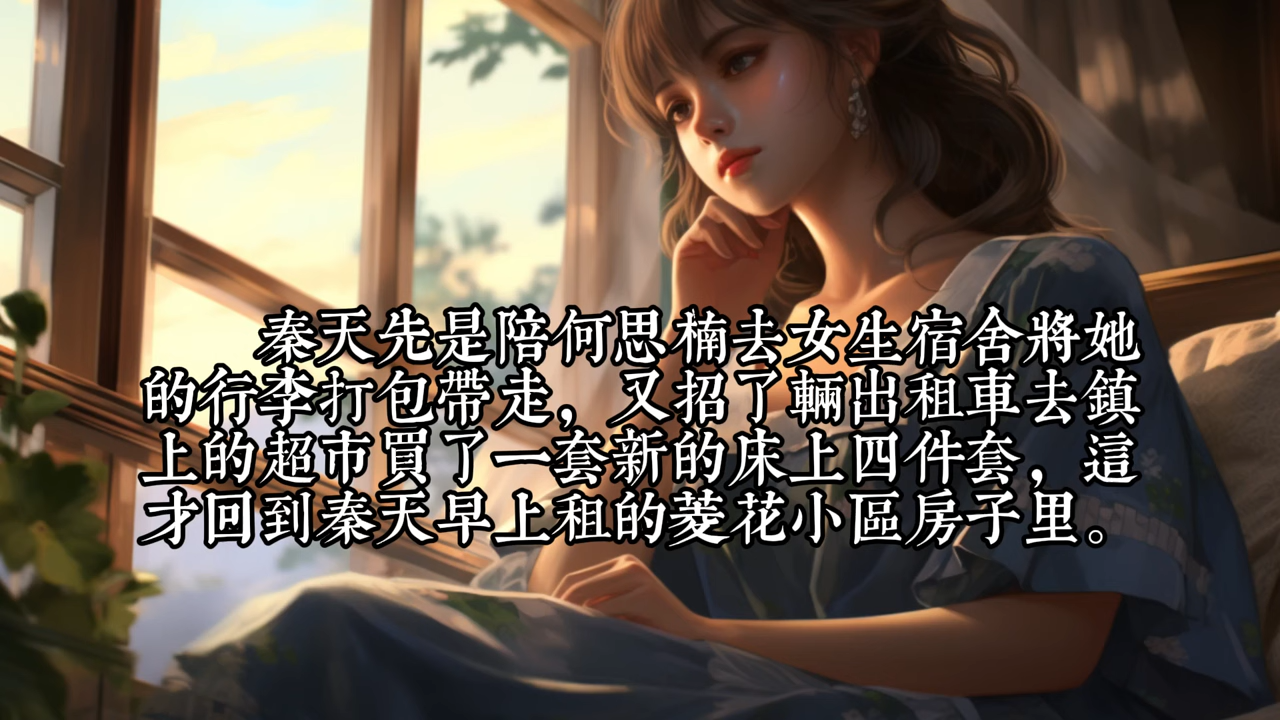 秦天先是陪何思楠去女生宿舍將她
的行李打包帶走，又招了輛出租車去鎮
上的超市買了一套新的床上四件套，這
才回到秦天早上租的菱花小區房子里。